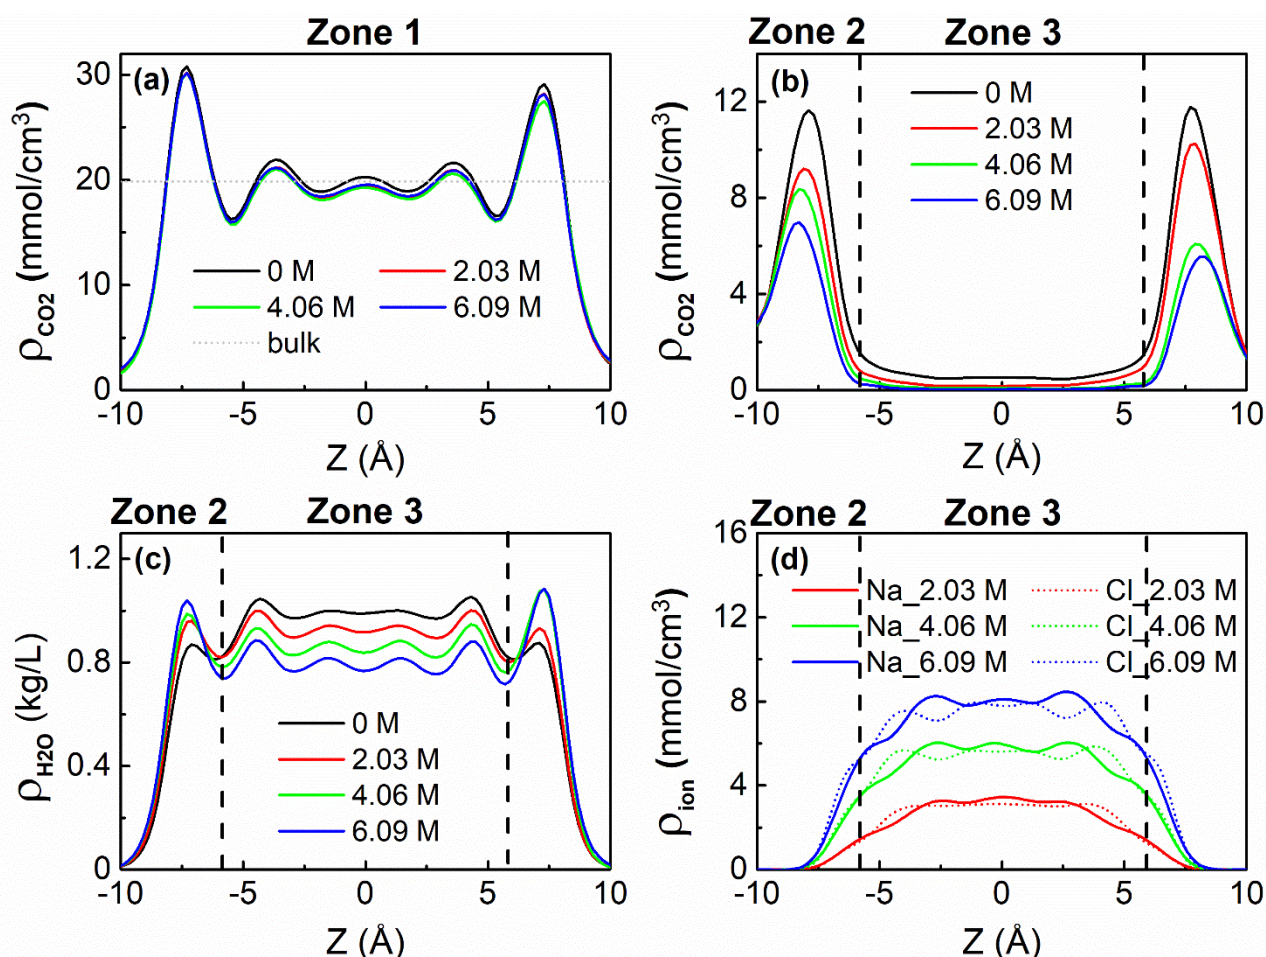 Zone 1
(a)
30
20
10
0
ρCO2 (mmol/cm3)
0 M
2.03 M
4.06 M
6.09 M
bulk
-10
-5
0
5
10
Z (Å)
Zone 2
Zone 3
(b)
12
8
4
0
ρCO2 (mmol/cm3)
0 M
2.03 M
4.06 M
6.09 M
-10
-5
0
5
10
Z (Å)
Zone 2
Zone 3
(c)
1.2
0.8
0.4
0
ρH2O (kg/L)
0 M
2.03 M
4.06 M
6.09 M
-10
-5
0
5
10
Z (Å)
Zone 2
Zone 3
(d)
16
12
8
4
0
ρion (mmol/cm3)
Na_2.03 M
Cl_2.03 M
Na_4.06 M
Cl_4.06 M
Na_6.09 M
Cl_6.09 M
-10
-5
0
5
10
Z (Å)